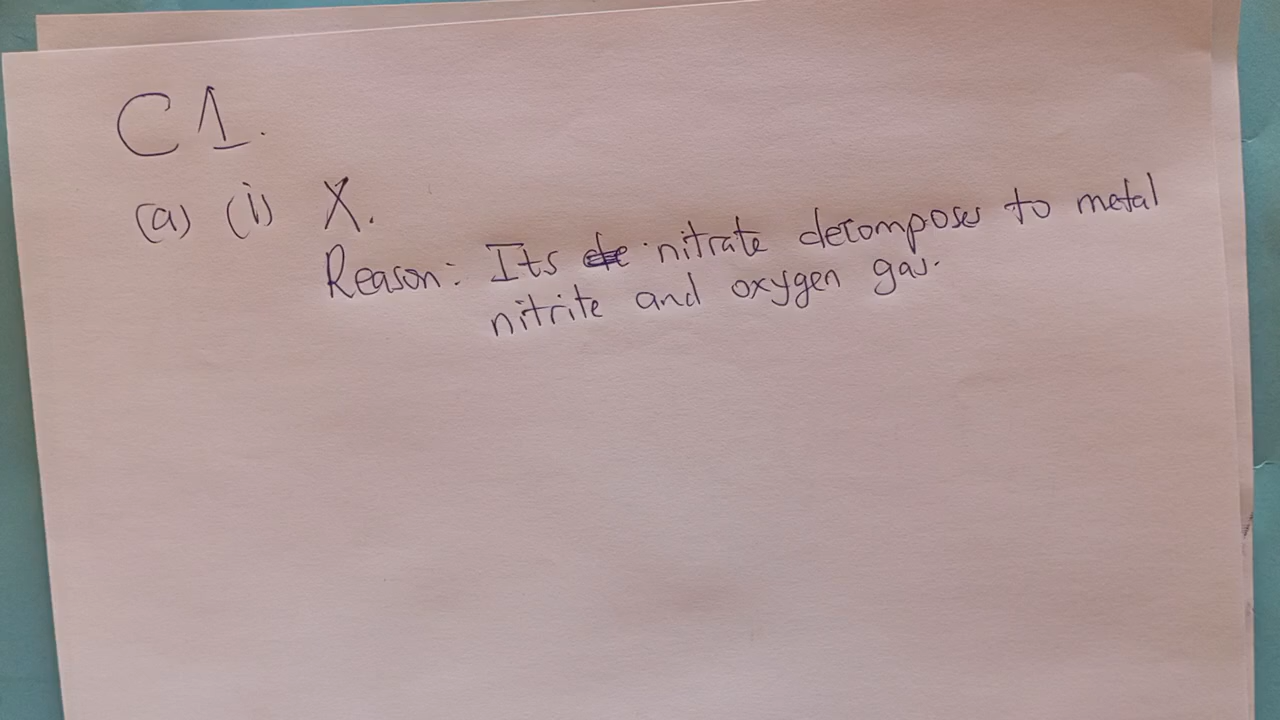 C1.
(a) (i) X.
Reason: Its nitrate decomposes to metal
nitrite and oxygen gas.